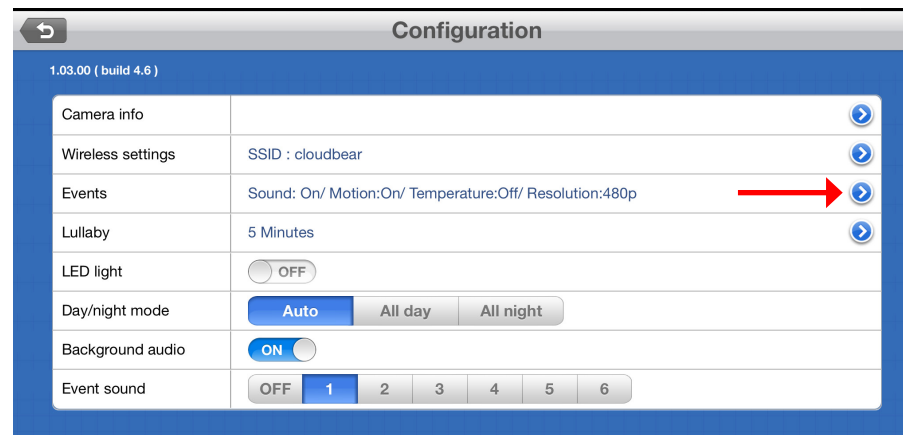 Configuration
1.03.00 ( build 4.6 )
Camera info
Wireless settings SSID : cloudbear
Events Sound: On/ Motion:On/ Temperature:Off/ Resolution:480p
Lullaby 5 Minutes
LED light OFF
Day/night mode Auto All day All night
Background audio ON
Event sound OFF 1 2 3 4 5 6